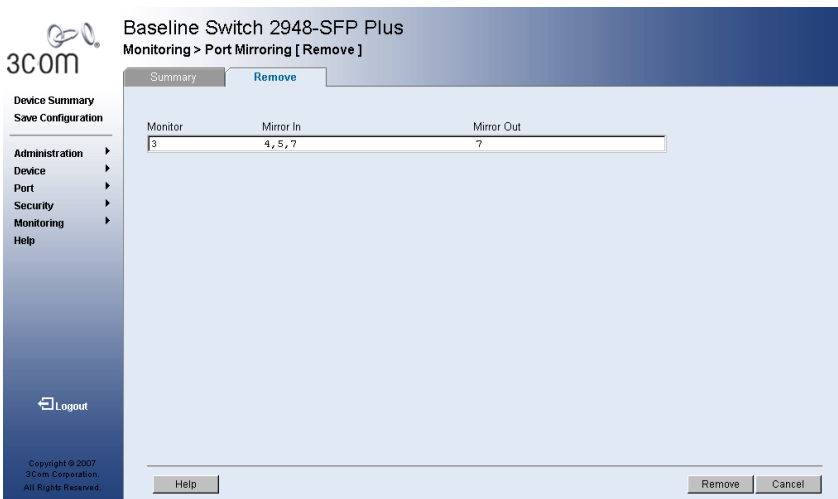 3COM
Baseline Switch 2948-SFP Plus
Monitoring > Port Mirroring [ Remove ]
Summary
Remove
Device Summary
Save Configuration
Administration
Device
Port
Security
Monitoring
Help
Monitor Mirror In Mirror Out
3 4,5,7 7
Logout
Copyright © 2007
3Com Corporation.
All Rights Reserved.
Help
Remove
Cancel